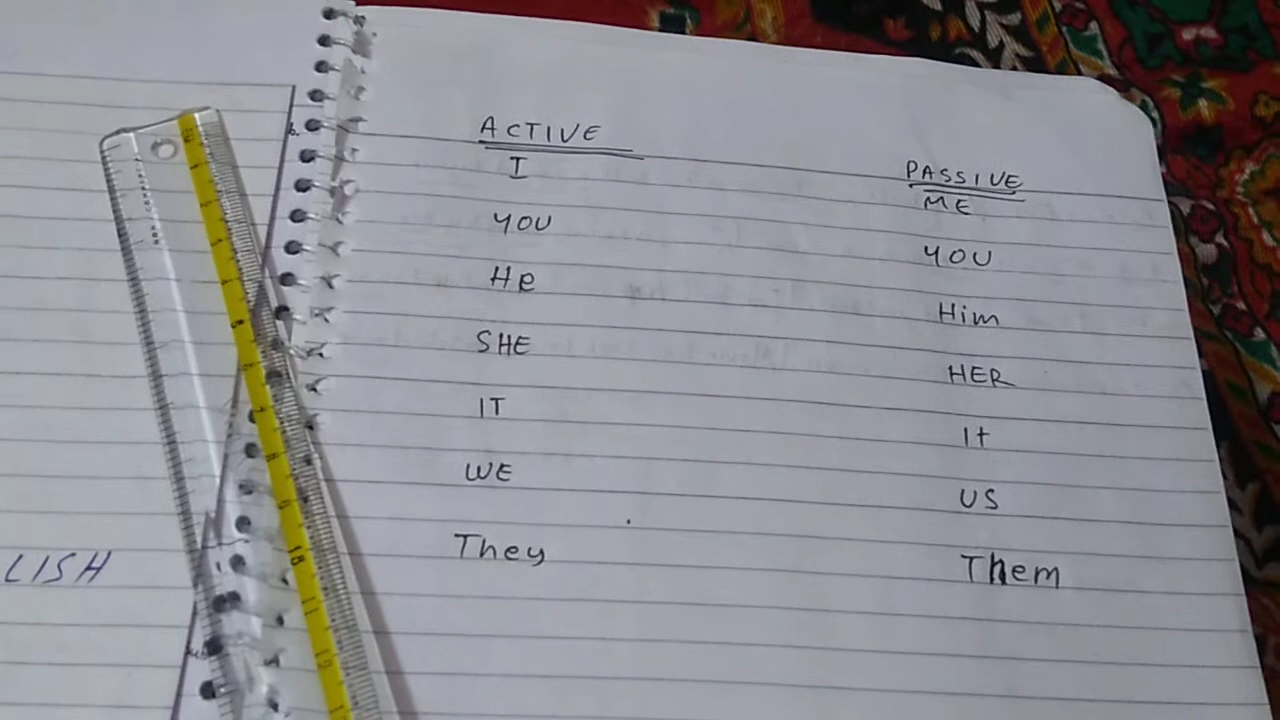 ACTIVE PASSIVE
I ME
YOU YOU
He Him
SHE HER
IT It
WE US
They Them
LISH